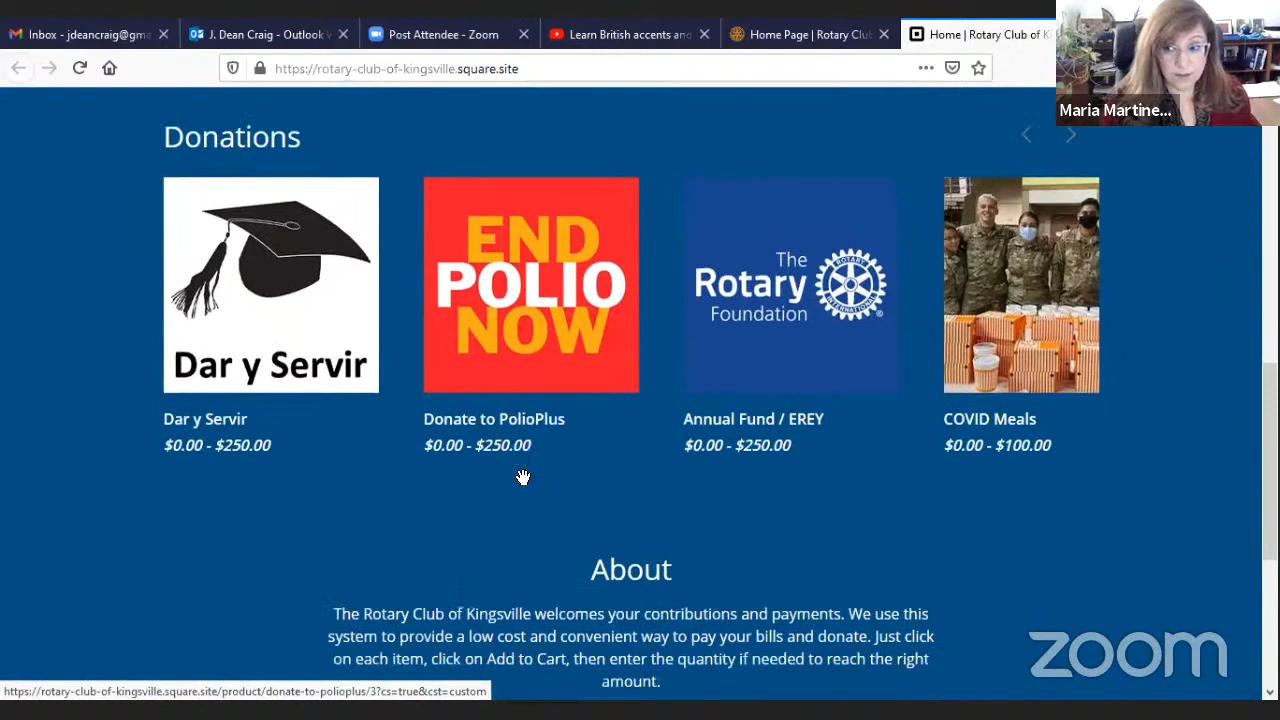 Inbox - jdeancraig@gma
J. Dean Craig - Outlook
Post Attendee - Zoom
Learn British accents and
Home Page | Rotary Club
Home | Rotary Club of Ki
https://rotary-club-of-kingsville.square.site
Maria Martine...
Donations
Dar y Servir
END
POLIO
NOW
The
Rotary
Foundation
ROTARY
INTERNATIONAL
Dar y Servir
Donate to PolioPlus
Annual Fund / EREY
COVID Meals
$0.00 - $250.00
$0.00 - $250.00
$0.00 - $250.00
$0.00 - $100.00
About
The Rotary Club of Kingsville welcomes your contributions and payments. We use this
system to provide a low cost and convenient way to pay your bills and donate. Just click
on each item, click on Add to Cart, then enter the quantity if needed to reach the right
amount.
zoom
https://rotary-club-of-kingsville.square.site/product/donate-to-polioplus/3?cs=true&cst=custom